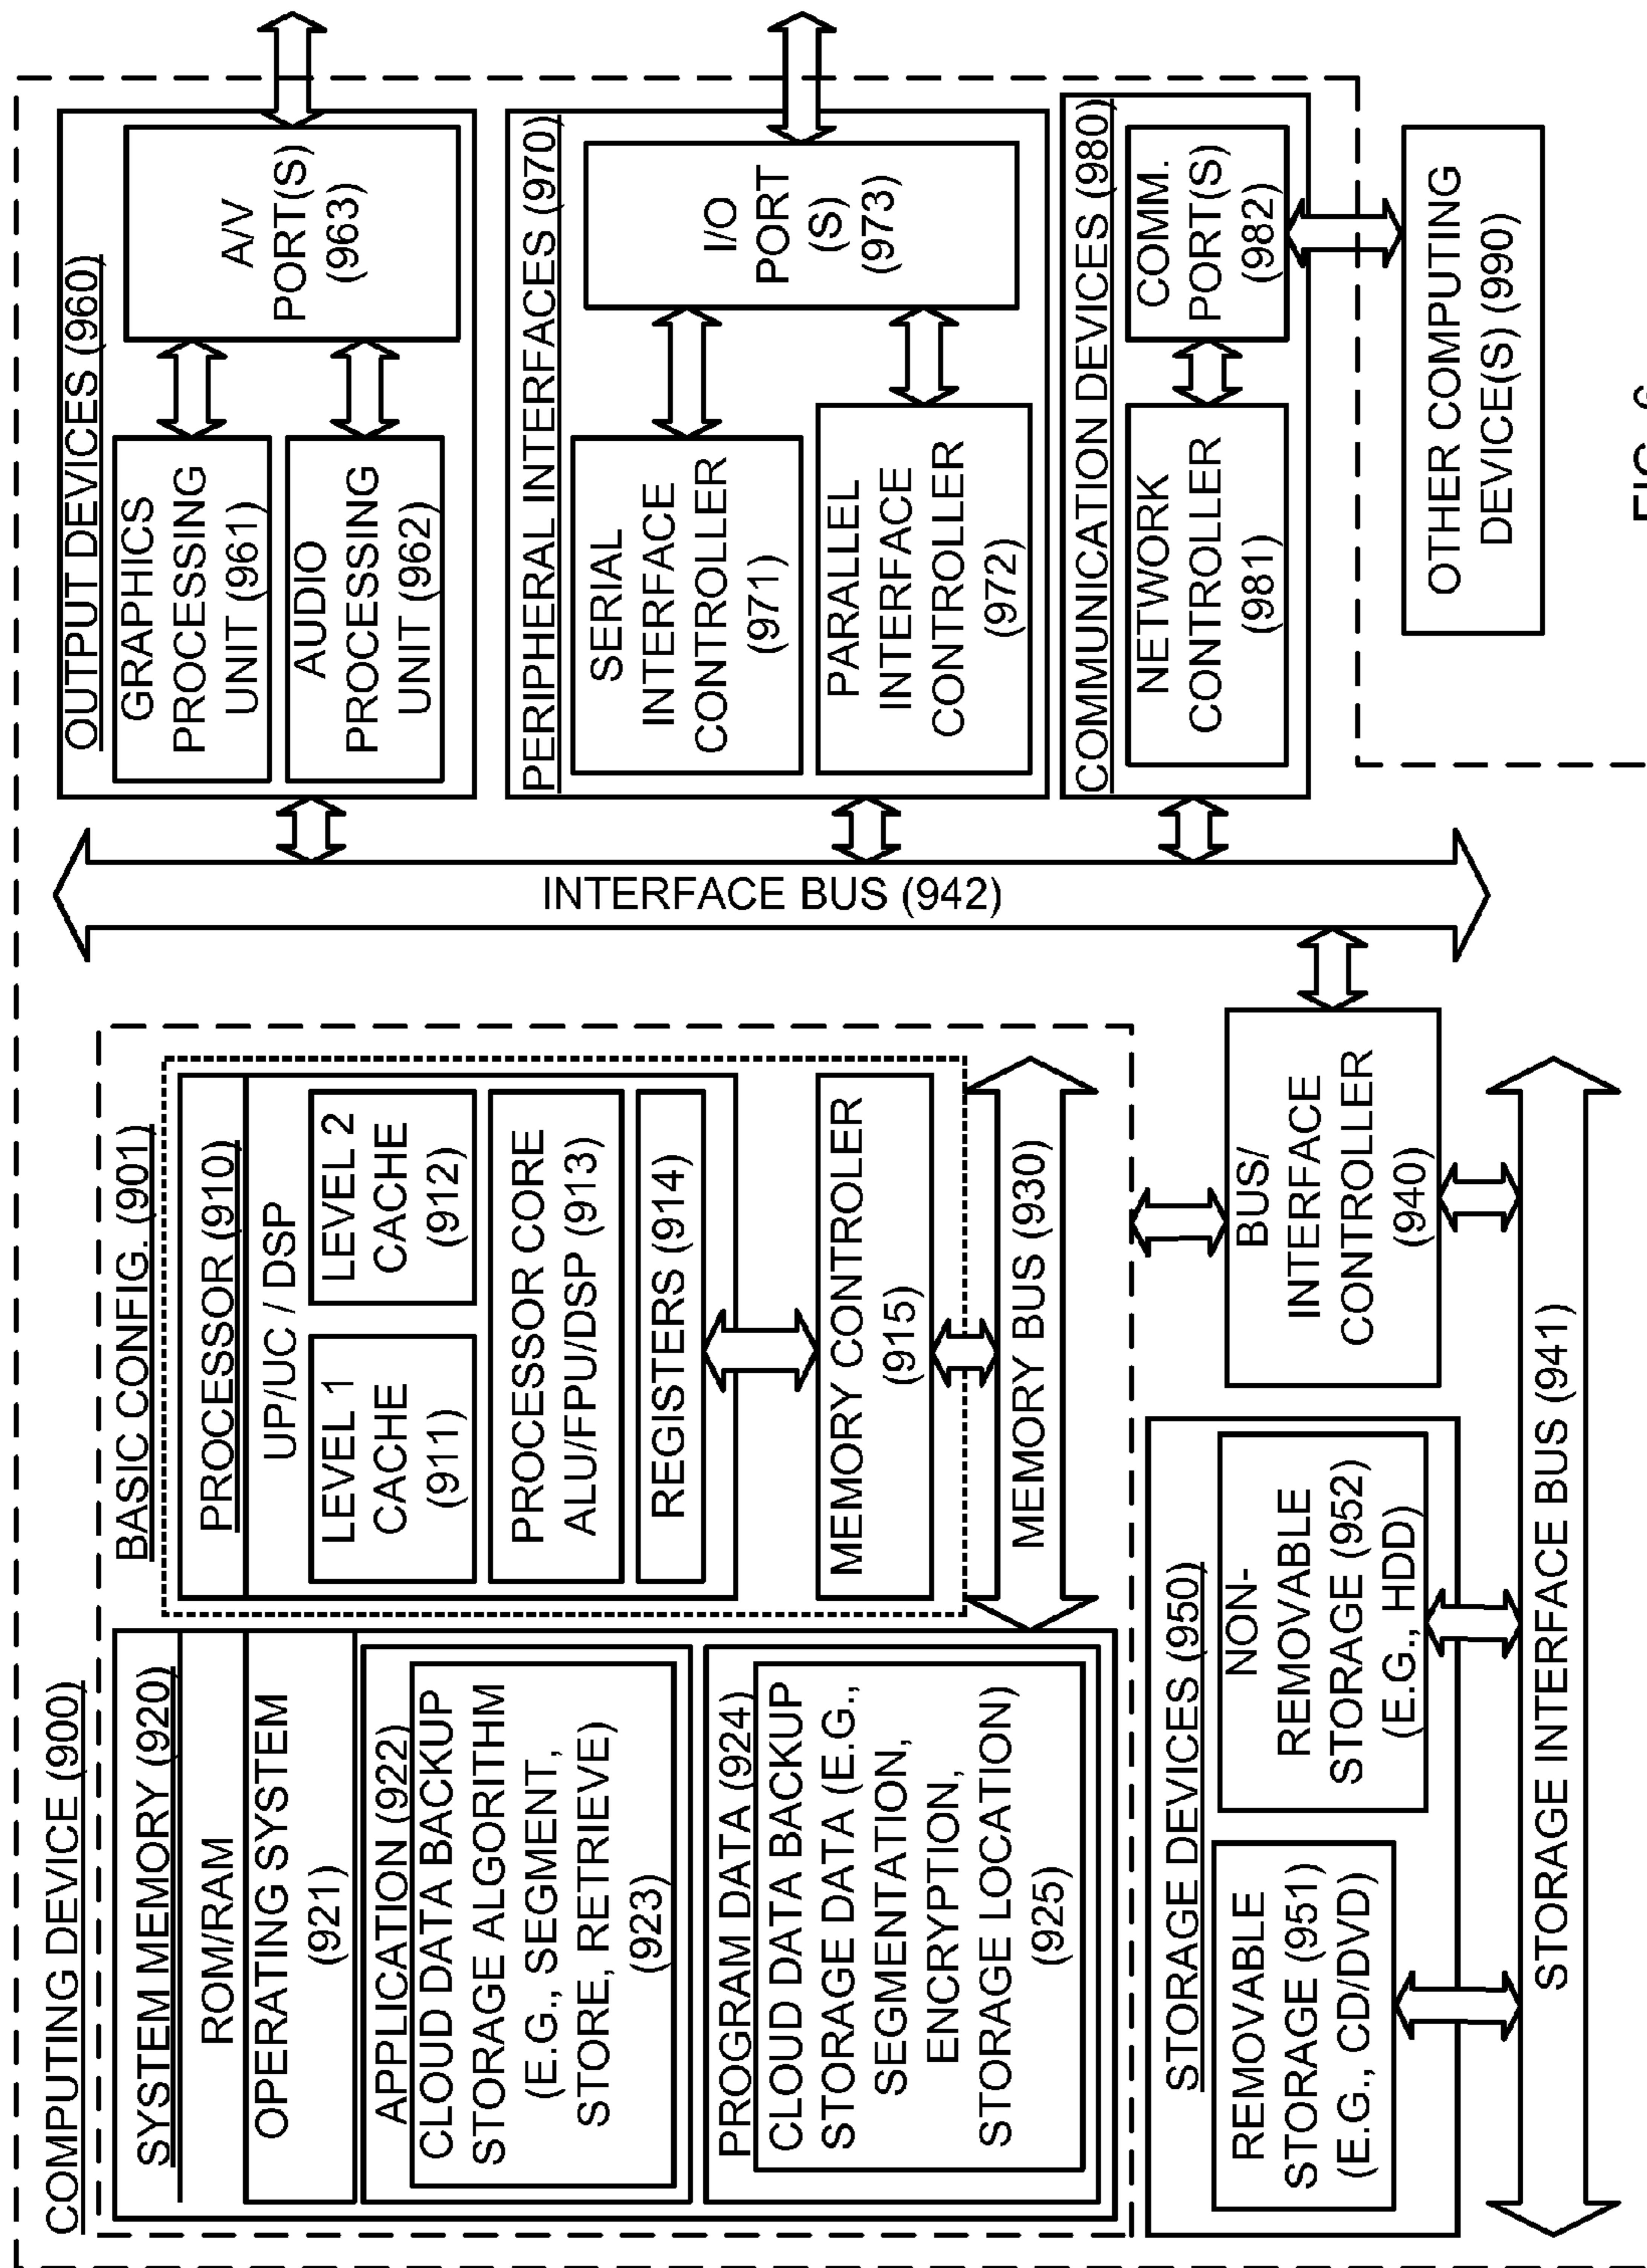 COMPUTING DEVICE (900)
SYSTEM MEMORY (920)
ROM/RAM
OPERATING SYSTEM
(921)
APPLICATION (922)
CLOUD DATA BACKUP
STORAGE ALGORITHM
(E.G., SEGMENT,
STORE, RETRIEVE)
(923)
PROGRAM DATA (924)
CLOUD DATA BACKUP
STORAGE DATA (E.G.,
SEGMENTATION,
ENCRYPTION,
STORAGE LOCATION)
(925)
BASIC CONFIG. (901)
PROCESSOR (910)
UP/UC / DSP
LEVEL 1
CACHE
(911)
LEVEL 2
CACHE
(912)
PROCESSOR CORE
ALU/FPU/DSP (913)
REGISTERS (914)
MEMORY CONTROLER
(915)
MEMORY BUS (930)
BUS/
INTERFACE
CONTROLLER
(940)
STORAGE DEVICES (950)
REMOVABLE
STORAGE (951)
(E.G., CD/DVD)
NON-
REMOVABLE
STORAGE (952)
(E.G., HDD)
STORAGE INTERFACE BUS (941)
INTERFACE BUS (942)
OUTPUT DEVICES (960)
GRAPHICS
PROCESSING
UNIT (961)
AUDIO
PROCESSING
UNIT (962)
A/V
PORT(S)
(963)
PERIPHERAL INTERFACES (970)
SERIAL
INTERFACE
CONTROLLER
(971)
PARALLEL
INTERFACE
CONTROLLER
(972)
I/O
PORT
(S)
(973)
COMMUNICATION DEVICES (980)
NETWORK
CONTROLLER
(981)
COMM.
PORT(S)
(982)
OTHER COMPUTING
DEVICE(S) (990)